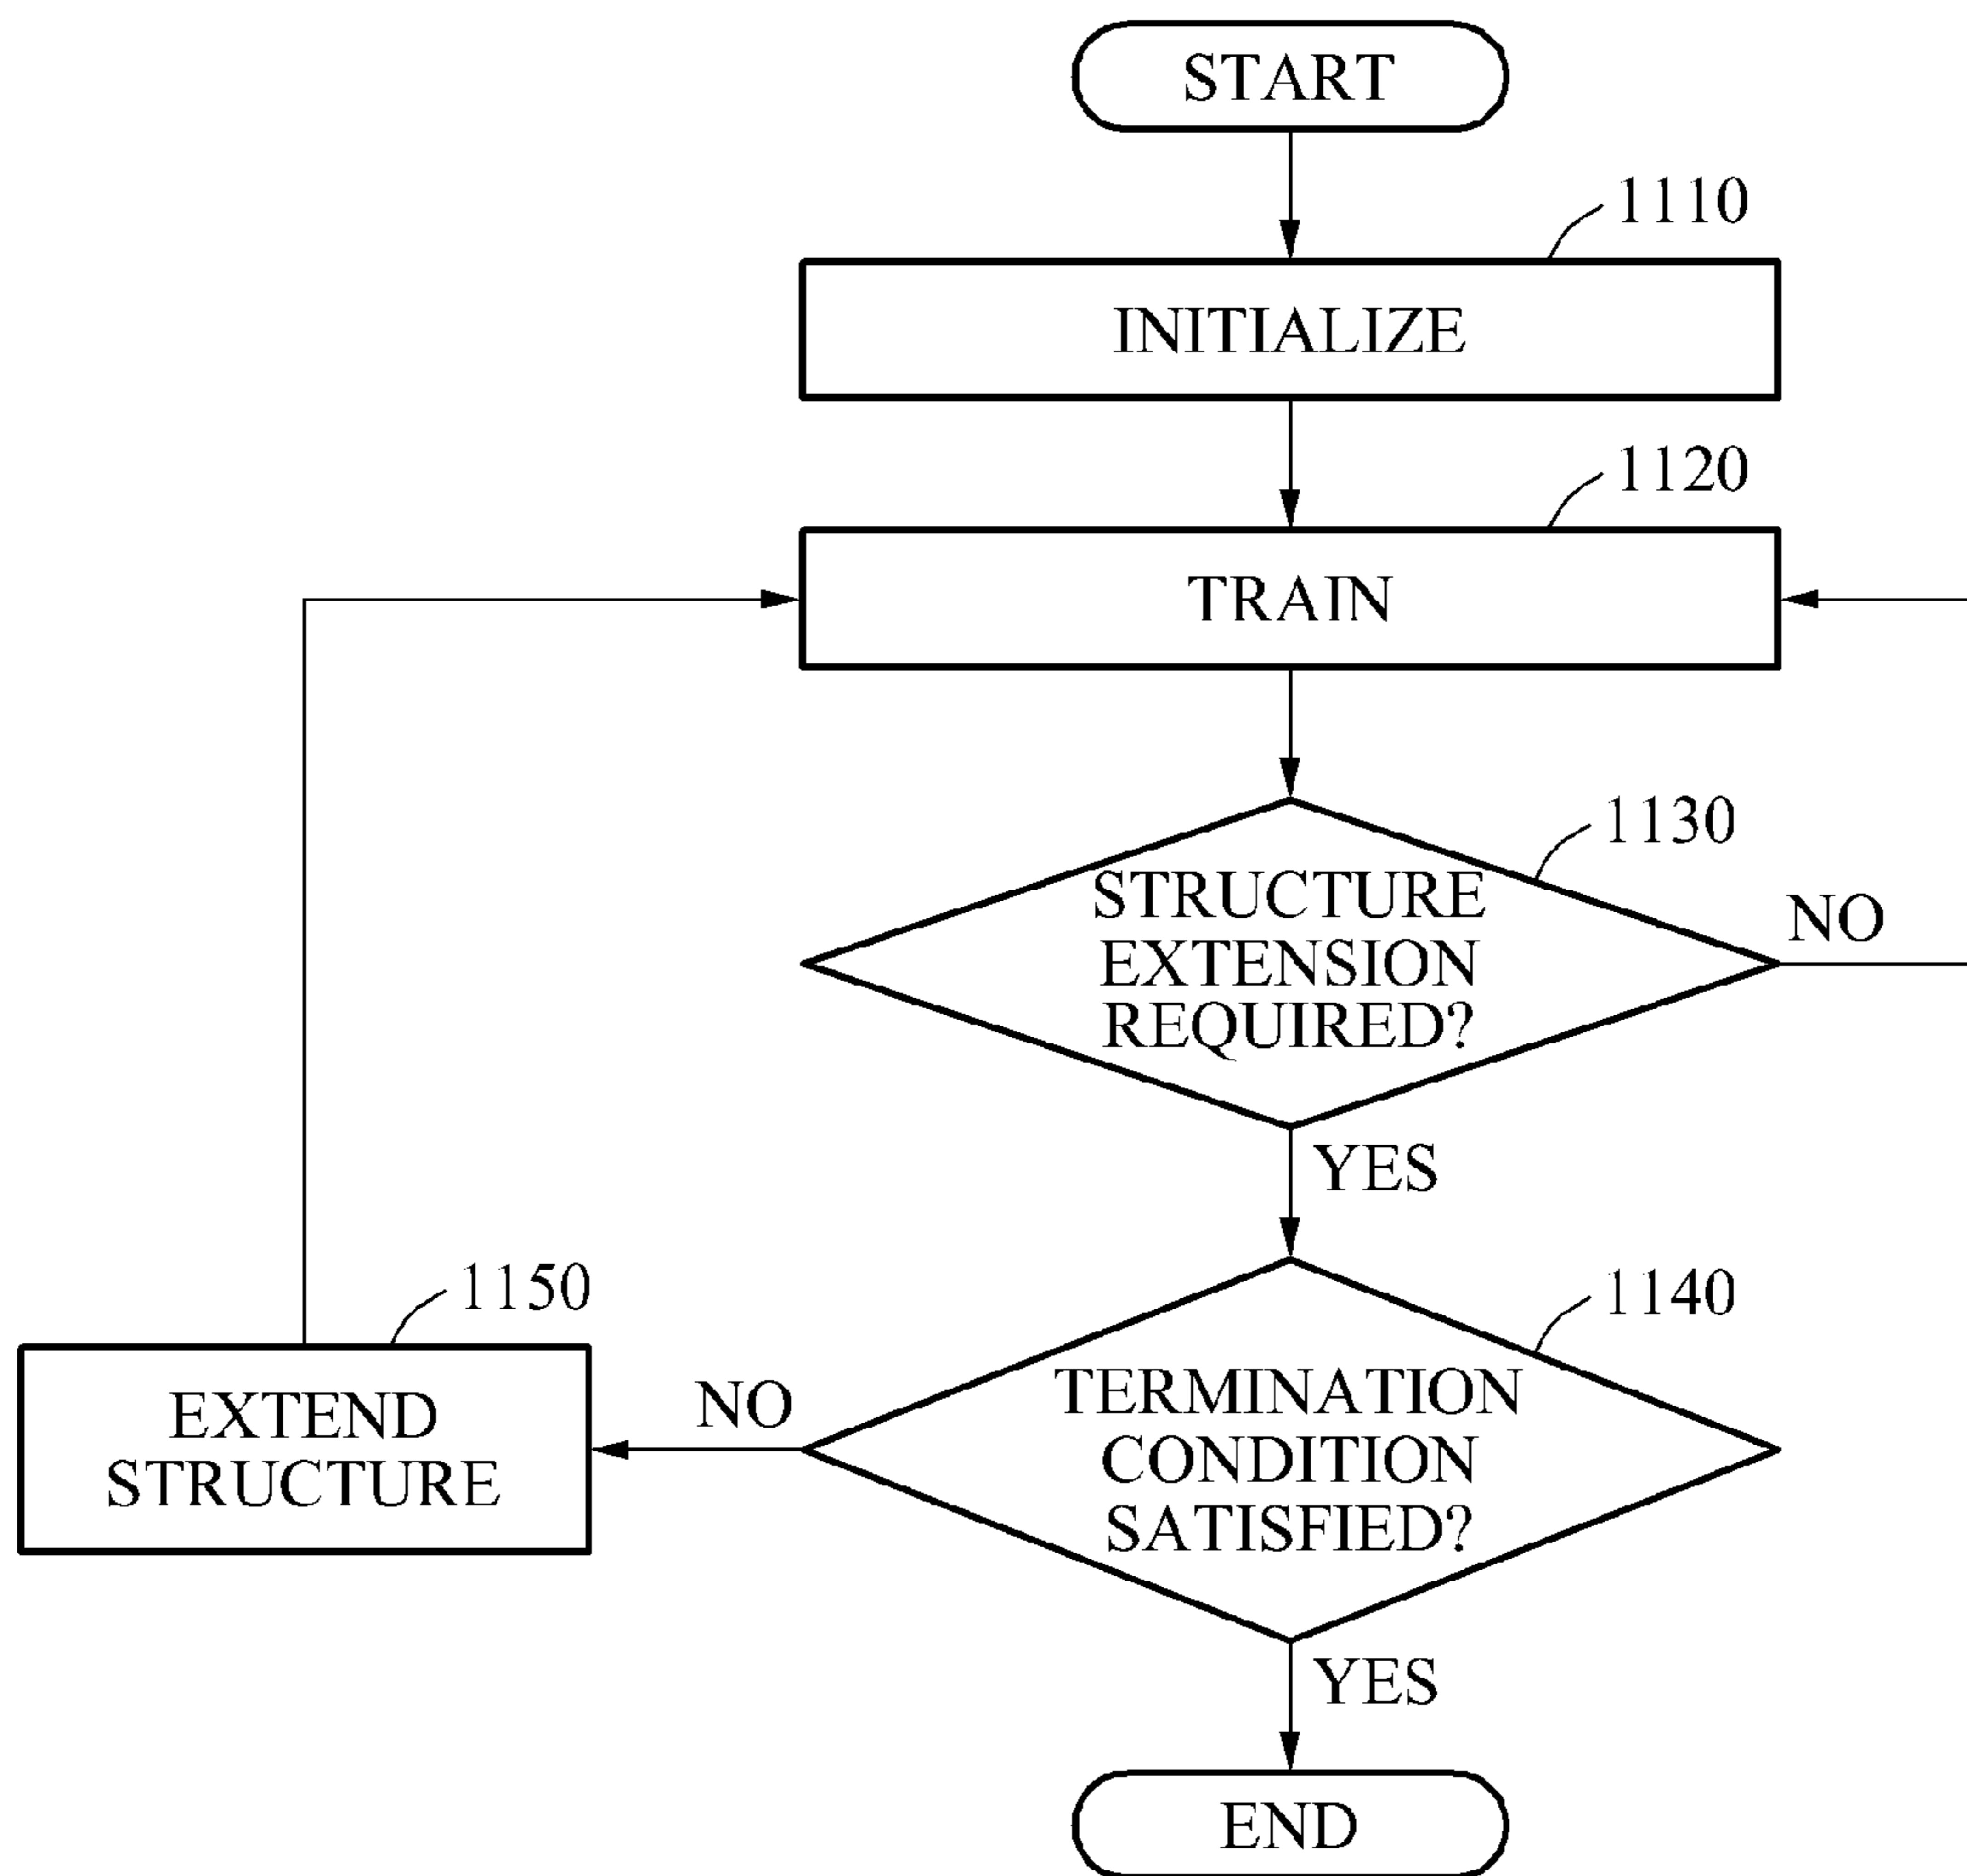 START
1110
INITIALIZE
1120
TRAIN
1130
STRUCTURE
EXTENSION
REQUIRED?
NO
YES
1140
TERMINATION
CONDITION
SATISFIED?
NO
1150
EXTEND
STRUCTURE
YES
END